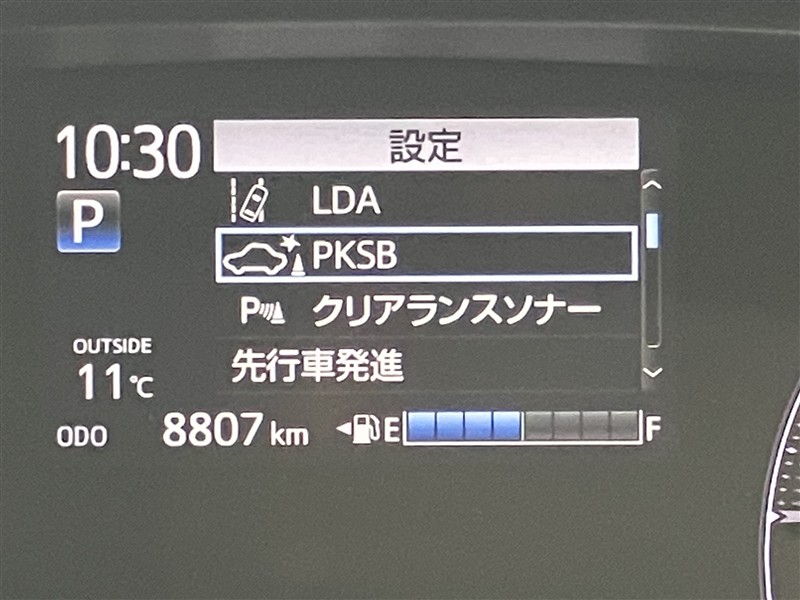 10:30
設定
P
LDA
PKSB
P クリアランスソナー
先行車発進
OUTSIDE
11℃
ODO 8807 km E F